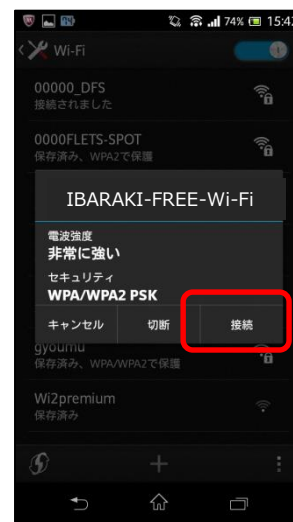 74% 15:43
Wi-Fi
00000_DFS
接続されました
0000FLETS-SPOT
保存済み、WPA2で保護
IBARAKI-FREE-Wi-Fi
電波強度
非常に強い
セキュリティ
WPA/WPA2 PSK
キャンセル 切断 接続
gyoumu
保存済み、WPA/WPA2で保護
Wi2premium
保存済み